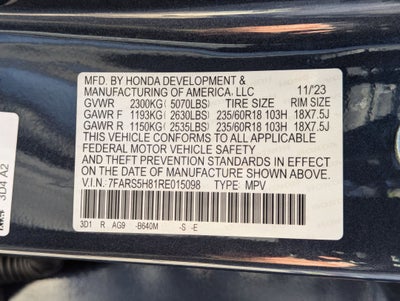 MFD. BY HONDA DEVELOPMENT &
MANUFACTURING OF AMERICA, LLC 11/'23
GVWR 2300KG(5070LBS) TIRE SIZE RIM SIZE
GAWR F 1193KG(2630LBS) 235/60R18 103H 18X7.5J
GAWR R 1150KG(2535LBS) 235/60R18 103H 18X7.5J
THIS VEHICLE CONFORMS TO ALL APPLICABLE
FEDERAL MOTOR VEHICLE SAFETY
STANDARDS IN EFFECT ON THE
DATE OF MANUFACTURE SHOWN ABOVE.
V.I.N. 7FARS5H81RE015098 TYPE: MPV
3D1 R AG9 -B640M -S -E
3D4 A2